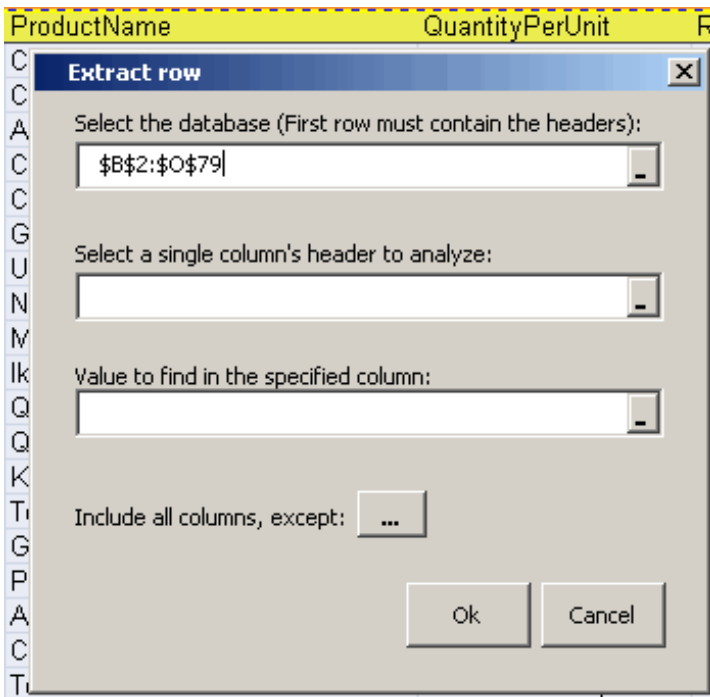 ProductName QuantityPerUnit R
C
Extract row
C
Select the database (First row must contain the headers):
A
C
$B$2:$O$79
C
G
Select a single column's header to analyze:
U
N
M
Ik
Value to find in the specified column:
Q
Q
K
Include all columns, except: ...
G
P
A
Ok Cancel
C